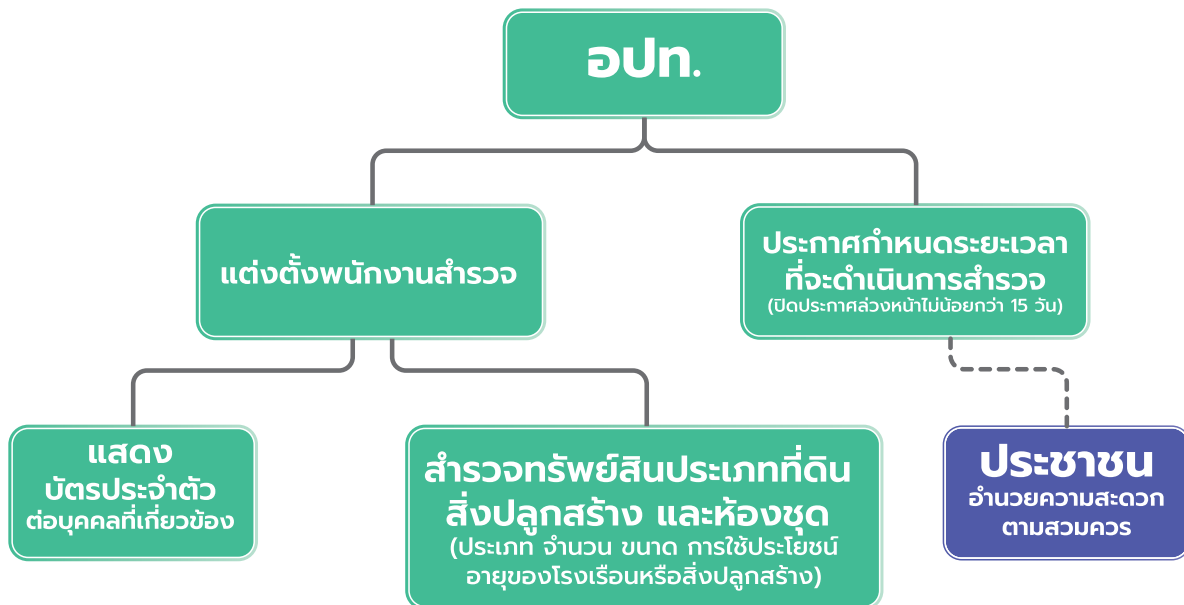 อปท.
แต่งตั้งพนักงานสำรวจ
ประกาศกำหนดระยะเวลา
ที่จะดำเนินการสำรวจ
(ปิดประกาศล่วงหน้าไม่น้อยกว่า 15 วัน)
แสดง
บัตรประจำตัว
ต่อบุคคลที่เกี่ยวข้อง
สำรวจทรัพย์สินประเภทที่ดิน
สิ่งปลูกสร้าง และห้องชุด
(ประเภท จำนวน ขนาด การใช้ประโยชน์
อายุของโรงเรือนหรือสิ่งปลูกสร้าง)
ประชาชน
อำนวยความสะดวก
ตามสวมควร